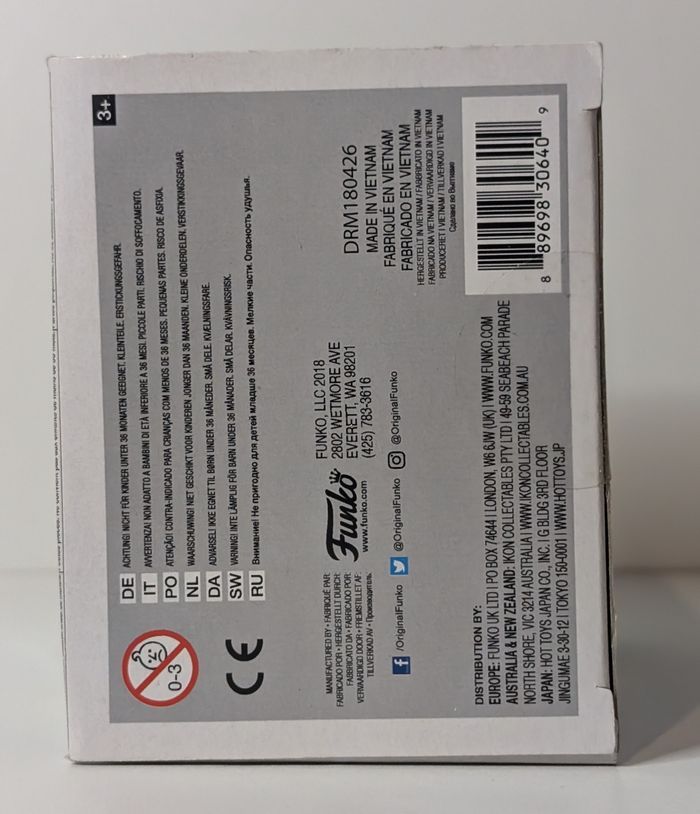 3+
DE ACHTUNG! NICHT FÜR KINDER UNTER 36 MONATEN GEEIGNET. KLEINTEILE. ERSTICKUNGSGEFAHR.
IT AVVERTENZA! NON ADATTO A BAMBINI DI ETÀ INFERIORE A 36 MESI. PICCOLE PARTI. RISCHIO DI SOFFOCAMENTO.
PO ATENÇÃO! CONTRA-INDICADO PARA CRIANÇAS COM MENOS DE 36 MESES. PEQUENAS PARTES. RISCO DE ASFIXIA.
NL WAARSCHUWING! NIET GESCHIKT VOOR KINDEREN JONGER DAN 36 MAANDEN. KLEINE ONDERDELEN. VERSTIKKINGSGEVAAR.
DA ADVARSEL! IKKE EGNET TIL BØRN UNDER 36 MÅNEDER. SMÅ DELE. KVÆLNINGSFARE.
SW VARNING! INTE LÄMPLIG FÖR BARN UNDER 36 MÅNADER. SMÅ DELAR. KVÄVNINGSRISK.
RU Внимание! Не пригодно для детей младше 36 месяцев. Мелкие части. Опасность удушья.
0-3
CE
MANUFACTURED BY • FABRIQUÉ PAR:
FABRICADO POR • HERGESTELLT DURCH:
FABBRICATO DA • FABRICADO POR:
VERVAARDIGD DOOR • FREMSTILLET AF:
TILLVERKAD AV • Производитель:
Funko
www.funko.com
FUNKO, LLC 2018
2802 WETMORE AVE
EVERETT, WA 98201
(425) 783-3616
/OriginalFunko @OriginalFunko @OriginalFunko
DRM180426
MADE IN VIETNAM
FABRIQUÉ EN VIETNAM
FABRICADO EN VIETNAM
HERGESTELLT IN VIETNAM / FABBRICATO IN VIETNAM
FABRICADO NA VIETNAM / VERVAARDIGD IN VIETNAM
PRODUCERET I VIETNAM / TILLVERKAD I VIETNAM
Сделано во Вьетнаме
DISTRIBUTION BY:
EUROPE: FUNKO UK LTD | PO BOX 74644 | LONDON, W6 6JW (UK) | WWW.FUNKO.COM
AUSTRALIA & NEW ZEALAND: IKON COLLECTABLES PTY LTD | 49-59 SEABEACH PARADE
NORTH SHORE, VIC 3214 AUSTRALIA | WWW.IKONCOLLECTABLES.COM.AU
JAPAN: HOT TOYS JAPAN CO., INC. | G BLDG 3RD FLOOR
JINGUMAE 3-30-12 | TOKYO 150-0001 | WWW.HOTTOYS.JP
8 89698 30640 9